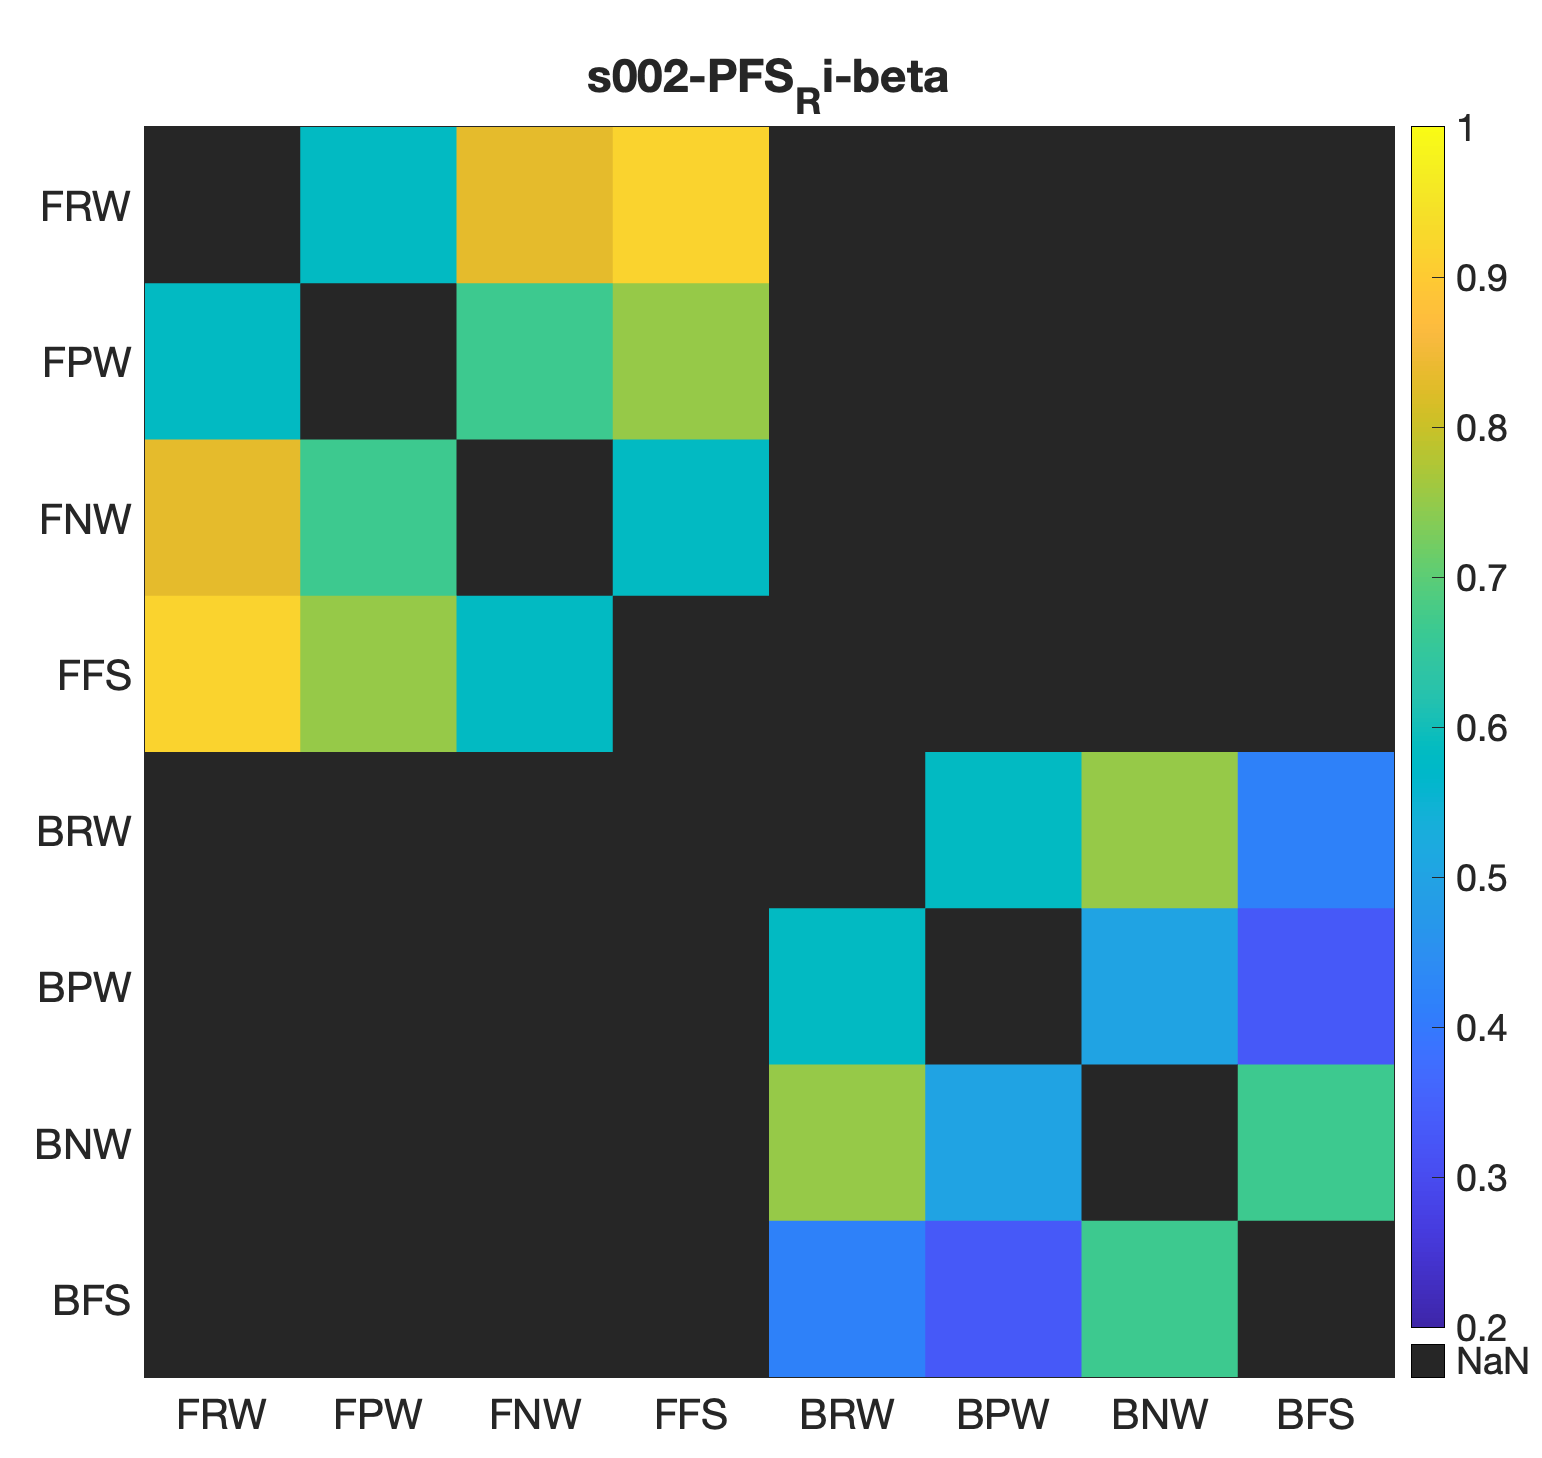 s002-PFS_Ri-beta
FRW
FPW
FNW
FFS
BRW
BPW
BNW
BFS
FRW FPW FNW FFS BRW BPW BNW BFS
1
0.9
0.8
0.7
0.6
0.5
0.4
0.3
0.2
NaN